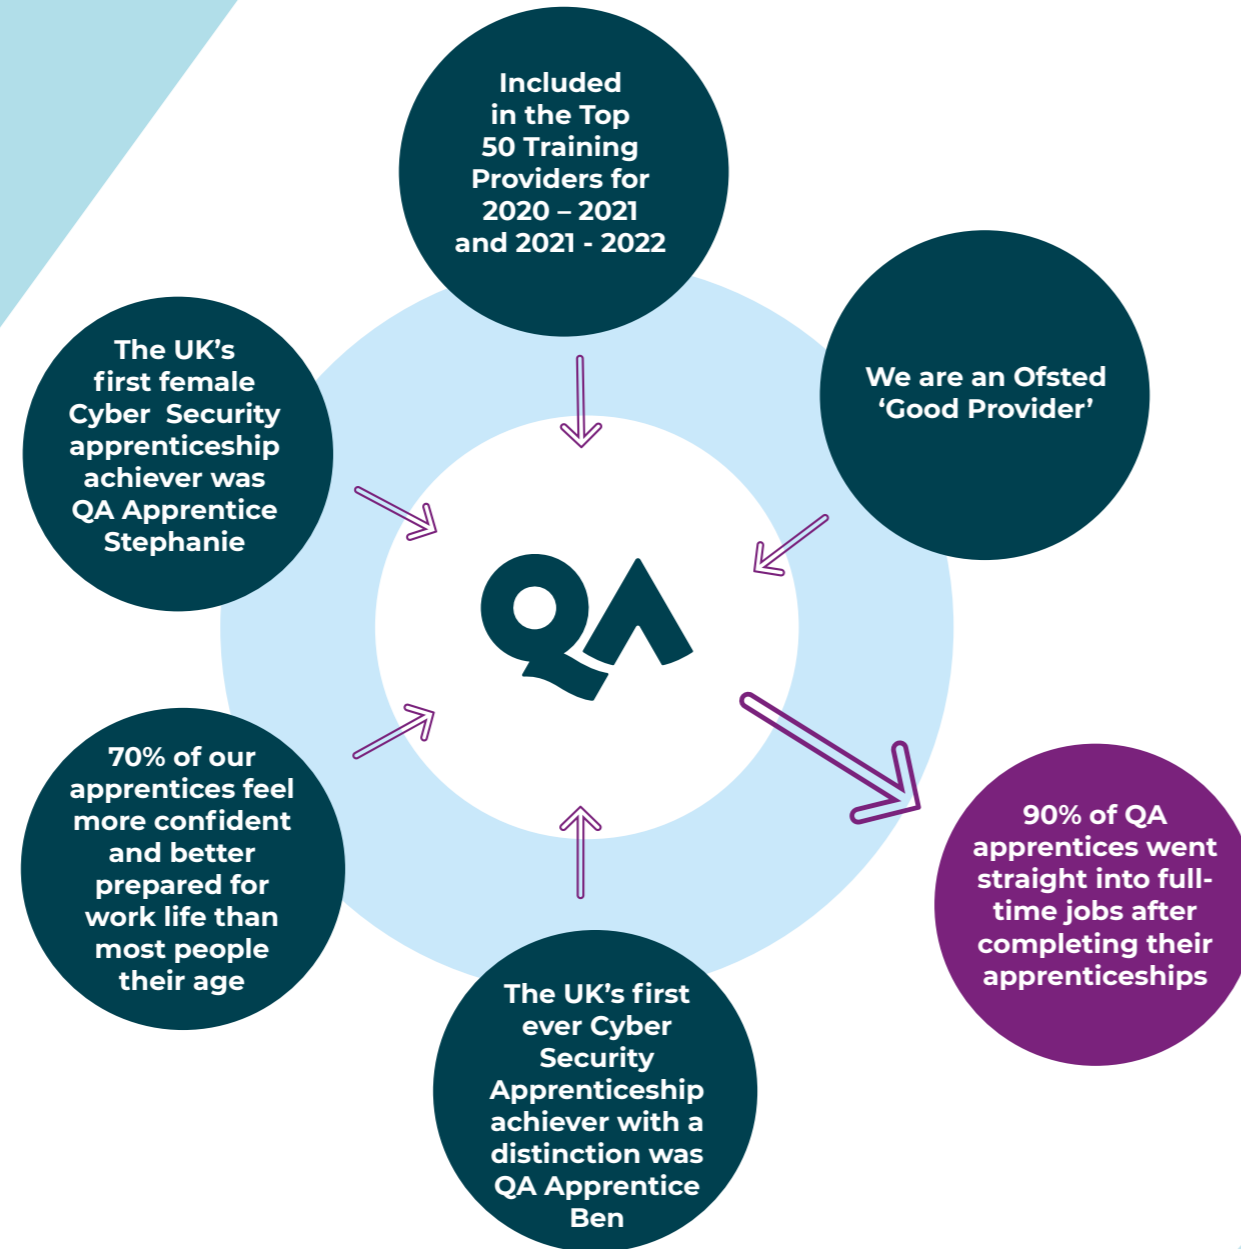 Included
in the Top
50 Training
Providers for
2020 – 2021
and 2021 - 2022
We are an Ofsted
‘Good Provider’
The UK’s
first female
Cyber Security
apprenticeship
achiever was
QA Apprentice
Stephanie
QA
70% of our
apprentices feel
more confident
and better
prepared for
work life than
most people
their age
90% of QA
apprentices went
straight into full-
time jobs after
completing their
apprenticeships
The UK’s first
ever Cyber
Security
Apprenticeship
achiever with a
distinction was
QA Apprentice
Ben